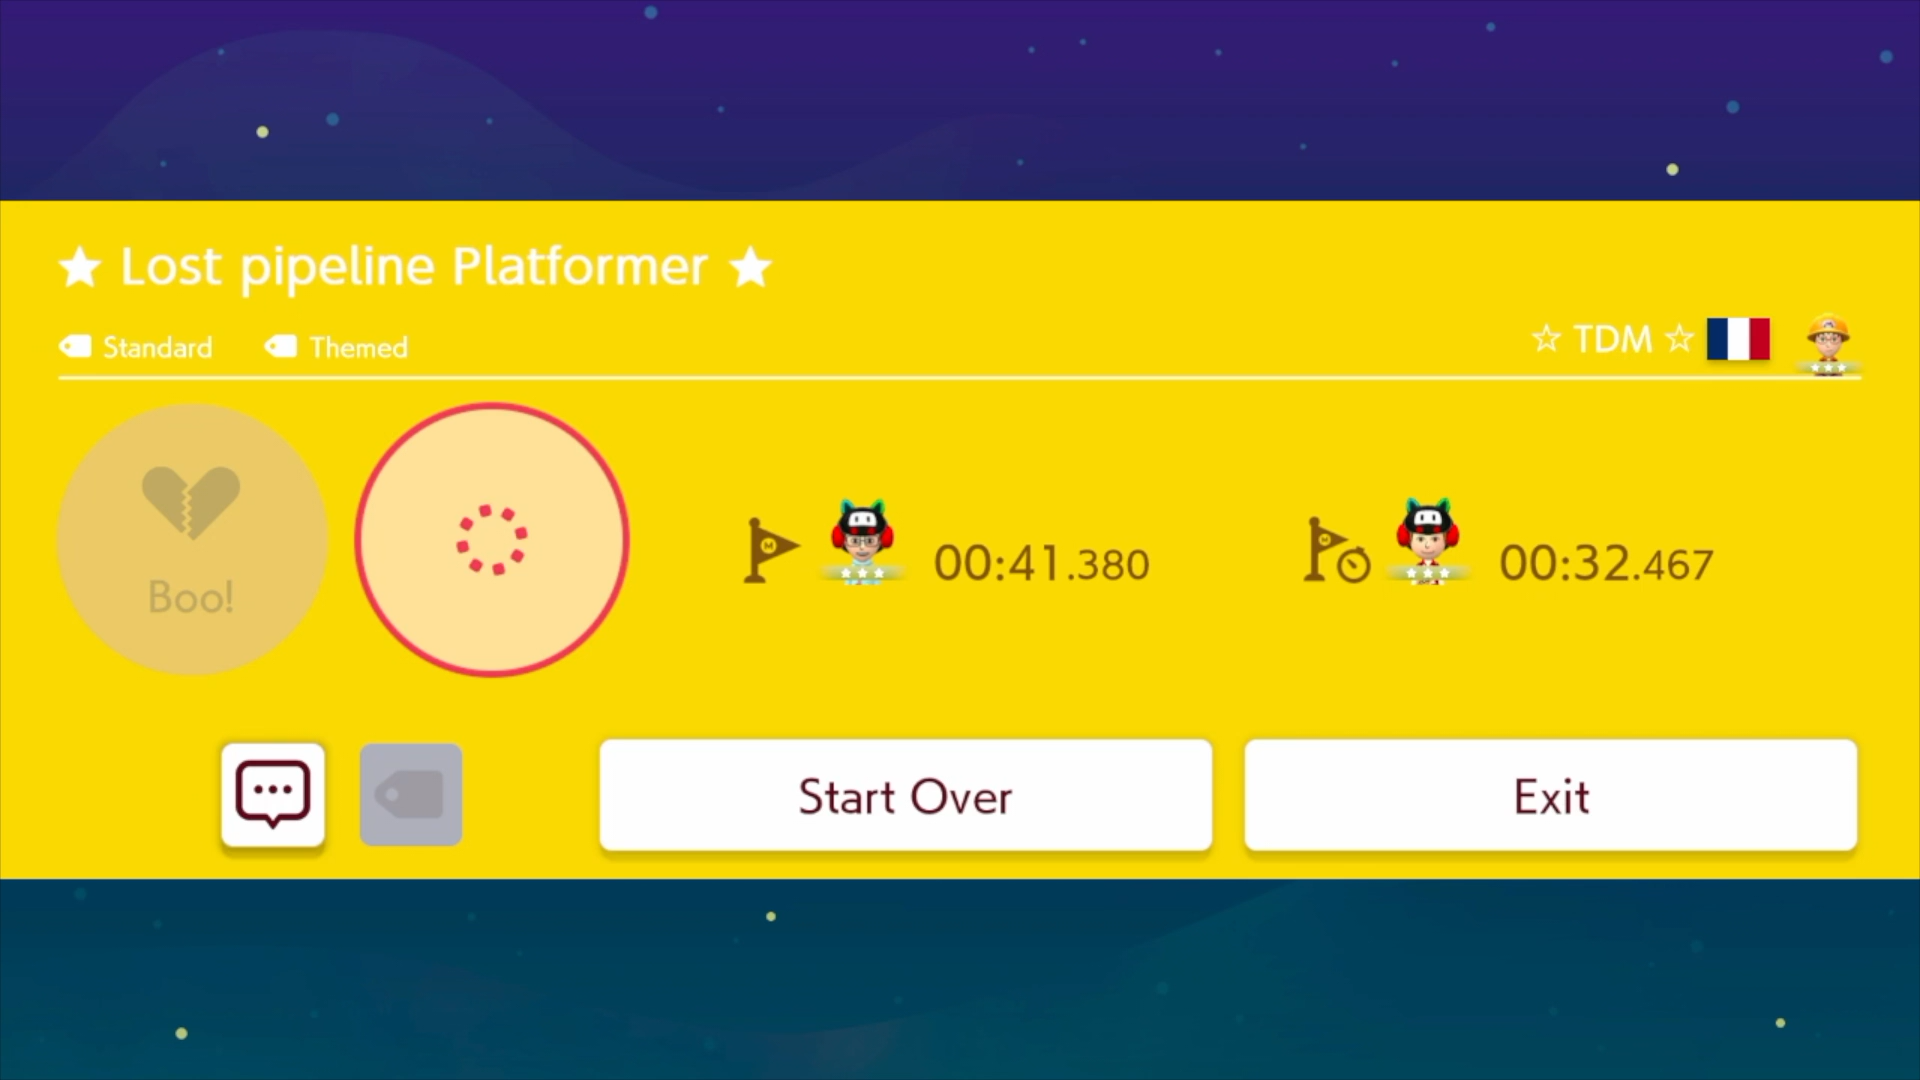 ★ Lost pipeline Platformer ★
Standard Themed
☆ TDM ☆
Boo!
M 00:41.380
M 00:32.467
Start Over
Exit